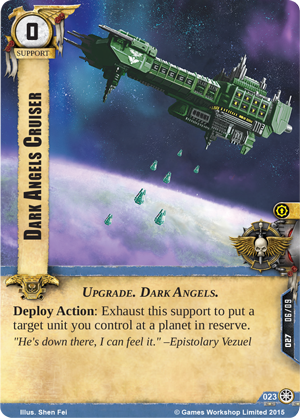 0
SUPPORT
DARK ANGELS CRUISER
UPGRADE. DARK ANGELS.
Deploy Action: Exhaust this support to put a
target unit you control at a planet in reserve.
"He's down there, I can feel it." –Epistolary Vezuel
027 06/09
023
Illus. Shen Fei
© Games Workshop Limited 2015